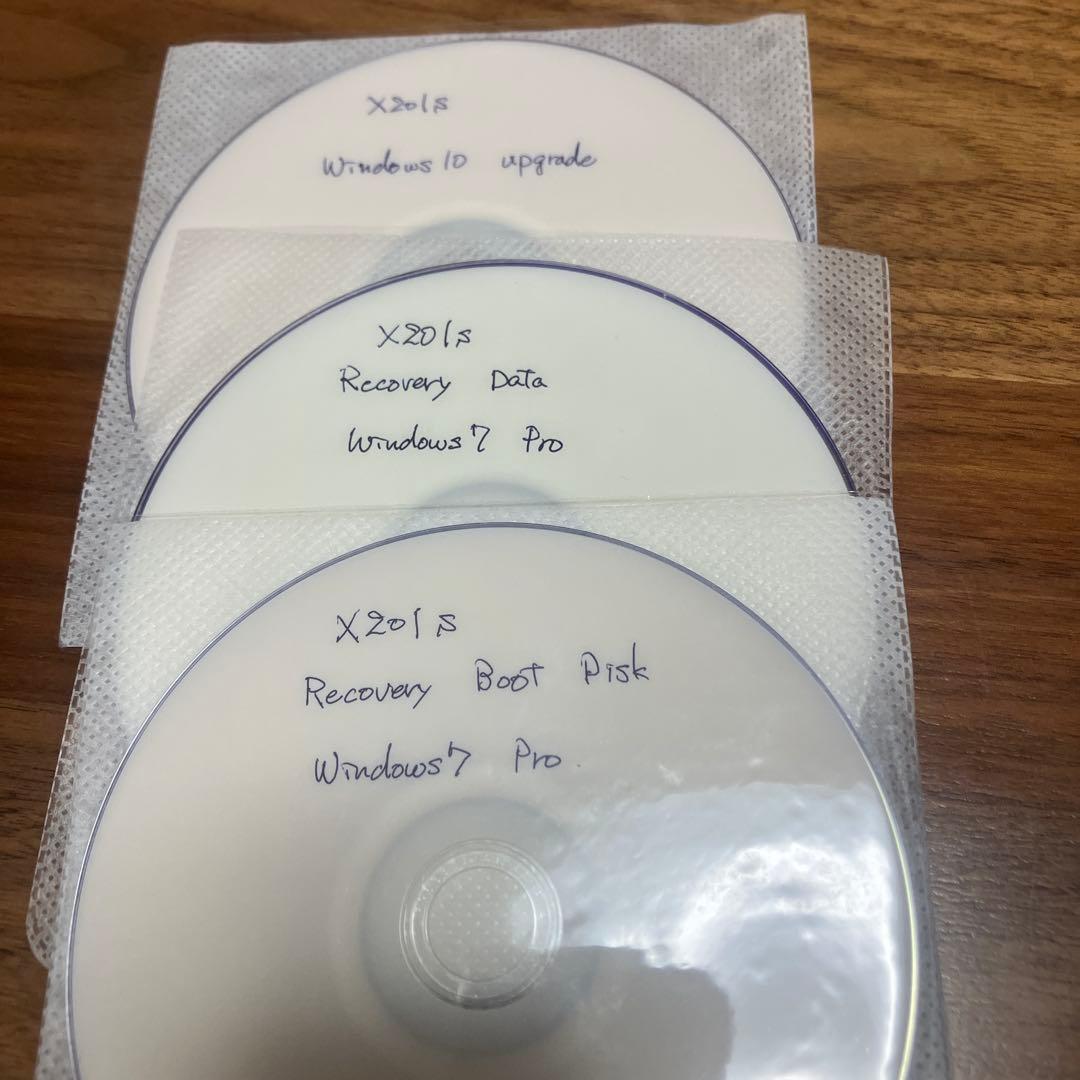 X201s
Windows10 upgrade
X201s
Recovery Data
Windows7 Pro
X201s
Recovery Boot Disk
Windows7 Pro.